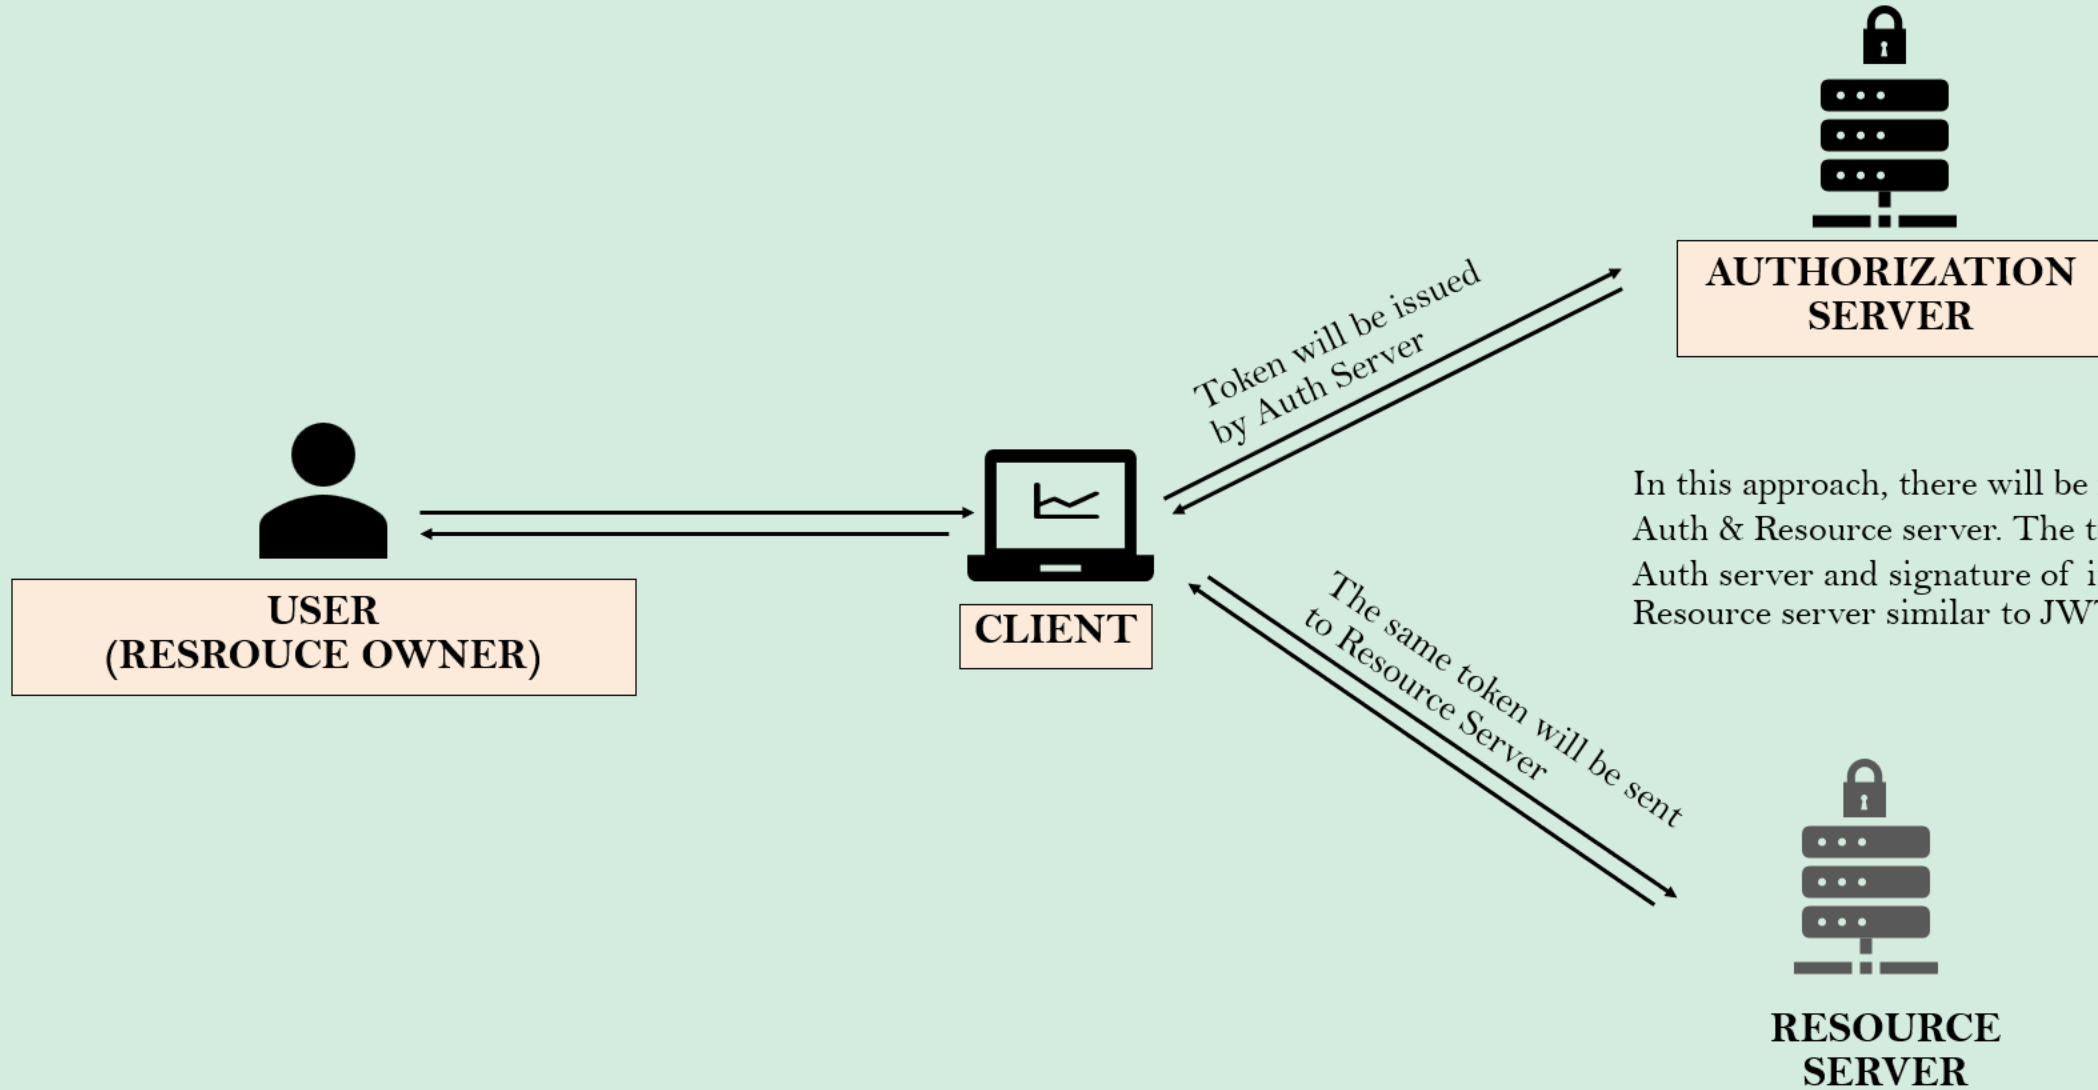 AUTHORIZATION
SERVER
Token will be issued
by Auth Server
In this approach, there will be
Auth & Resource server. The
Auth server and signature of
Resource server similar to
USER
(RESROUCE OWNER)
CLIENT
The same token will be sent
to Resource Server
RESOURCE
SERVER